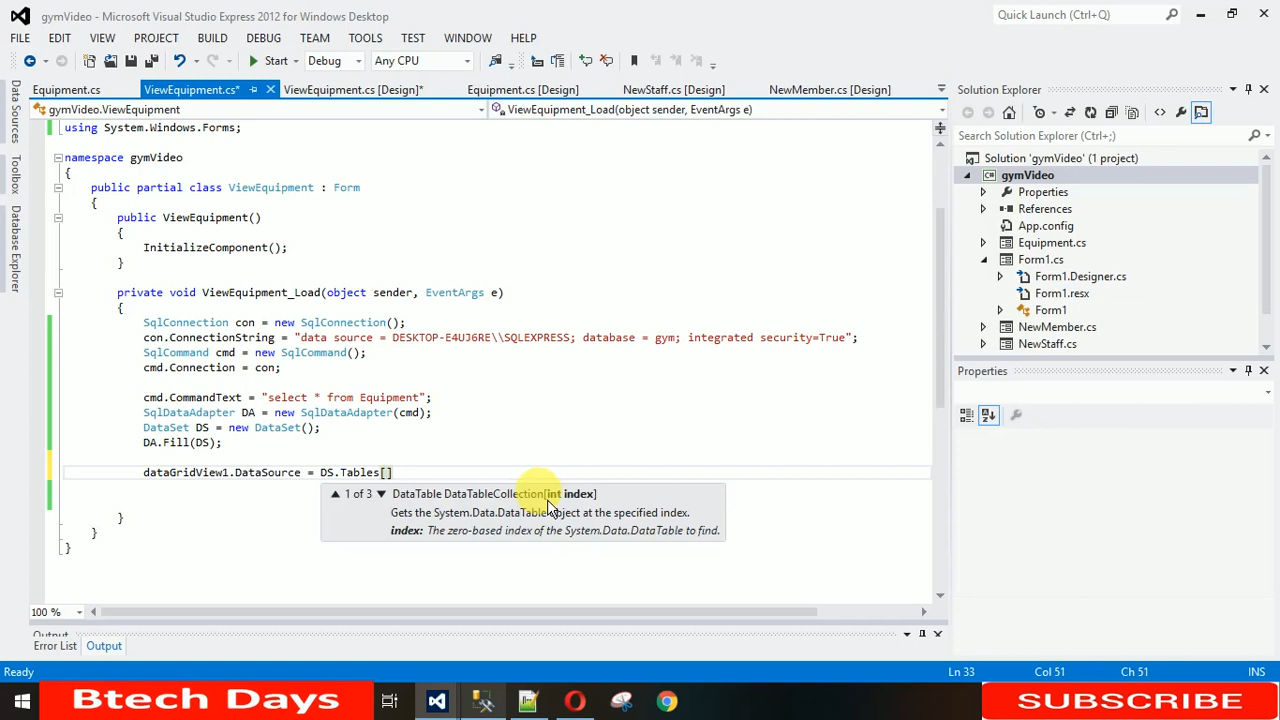 gymVideo - Microsoft Visual Studio Express 2012 for Windows Desktop
Quick Launch (Ctrl+Q)
FILE EDIT VIEW PROJECT BUILD DEBUG TEAM TOOLS TEST WINDOW HELP
Start Debug Any CPU
Equipment.cs ViewEquipment.cs* ViewEquipment.cs [Design]* Equipment.cs [Design] NewStaff.cs [Design] NewMember.cs [Design]
gymVideo.ViewEquipment ViewEquipment_Load(object sender, EventArgs e)
Data Sources
Toolbox
Database Explorer
using System.Windows.Forms;
namespace gymVideo
{
public partial class ViewEquipment : Form
{
public ViewEquipment()
{
InitializeComponent();
}
private void ViewEquipment_Load(object sender, EventArgs e)
{
SqlConnection con = new SqlConnection();
con.ConnectionString = "data source = DESKTOP-E4UJ6RE\\SQLEXPRESS; database = gym; integrated security=True";
SqlCommand cmd = new SqlCommand();
cmd.Connection = con;
cmd.CommandText = "select * from Equipment";
SqlDataAdapter DA = new SqlDataAdapter(cmd);
DataSet DS = new DataSet();
DA.Fill(DS);
dataGridView1.DataSource = DS.Tables[]
▲ 1 of 3 ▼ DataTable DataTableCollection[int index]
Gets the System.Data.DataTable object at the specified index.
index: The zero-based index of the System.Data.DataTable to find.
}
}
}
100 %
Output
Error List Output
Solution Explorer
Search Solution Explorer (Ctrl+;)
Solution 'gymVideo' (1 project)
gymVideo
Properties
References
App.config
Equipment.cs
Form1.cs
Form1.Designer.cs
Form1.resx
Form1
NewMember.cs
NewStaff.cs
Properties
Ready Ln 33 Col 51 Ch 51 INS
Btech Days
SUBSCRIBE